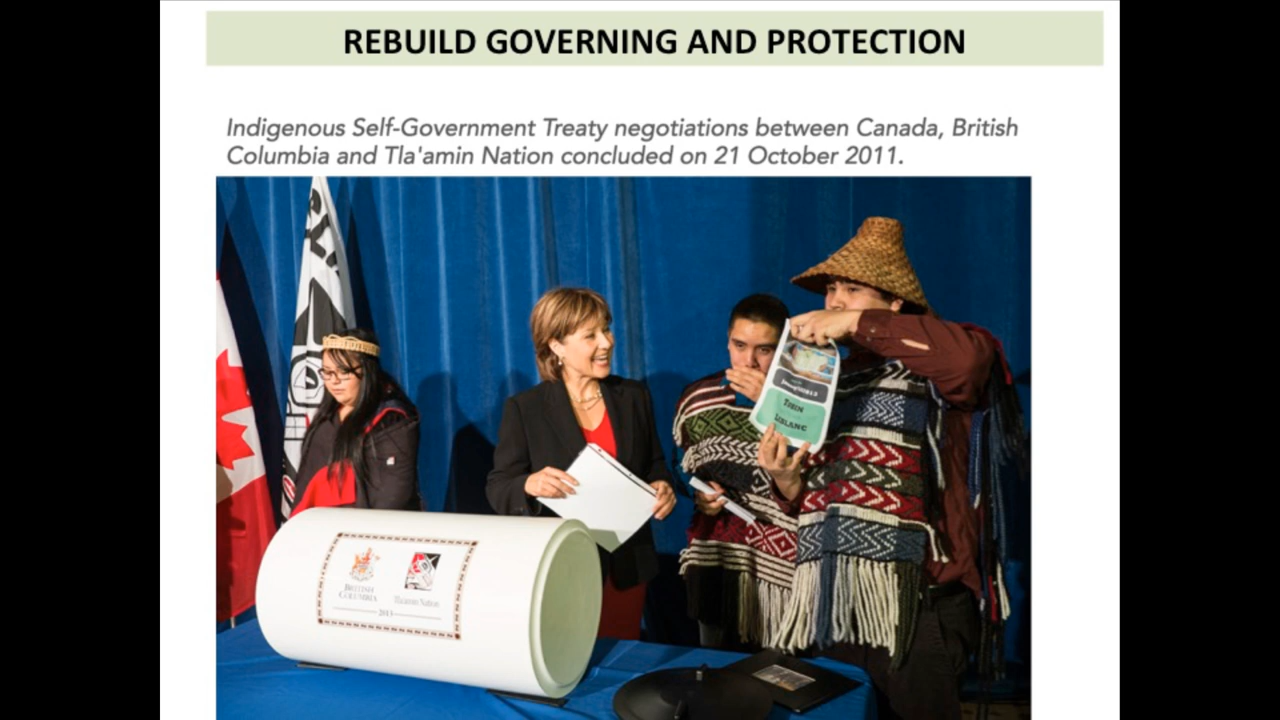 REBUILD GOVERNING AND PROTECTION
Indigenous Self-Government Treaty negotiations between Canada, British
Columbia and Tla'amin Nation concluded on 21 October 2011.
BRITISH
COLUMBIA
Tla'amin Nation
2013